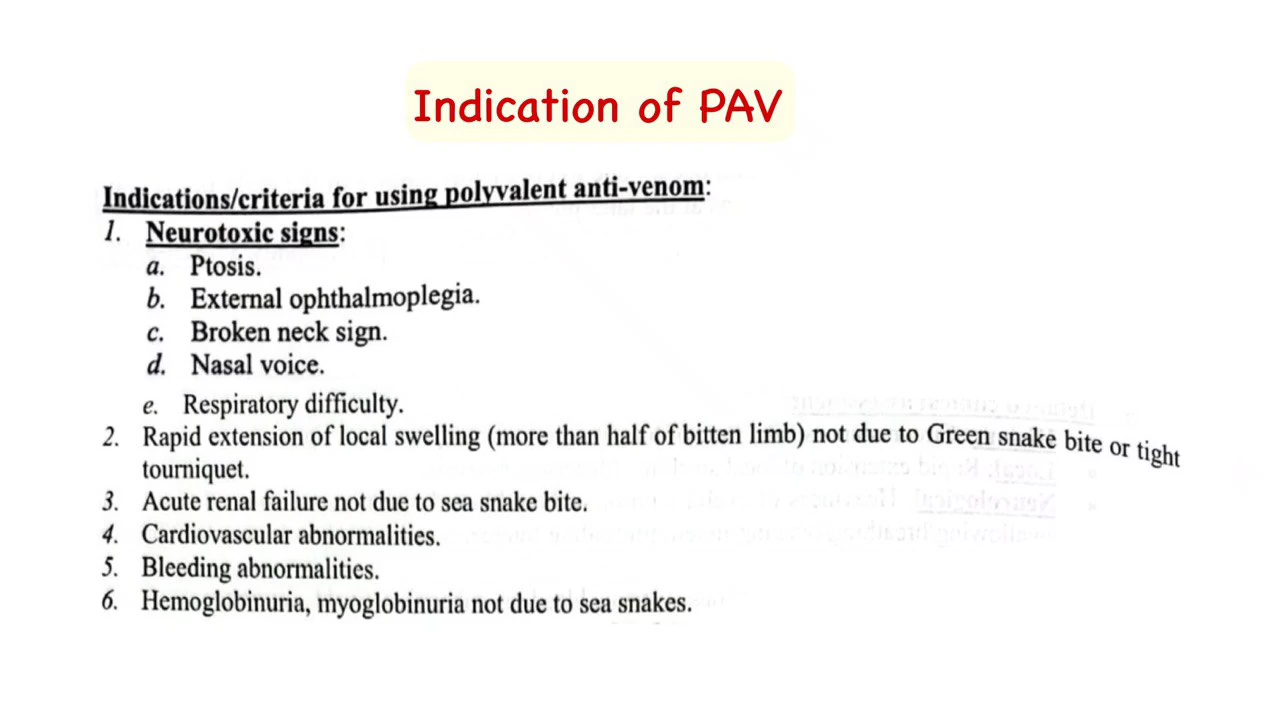 Indication of PAV
Indications/criteria for using polyvalent anti-venom:
1. Neurotoxic signs:
a. Ptosis.
b. External ophthalmoplegia.
c. Broken neck sign.
d. Nasal voice.
e. Respiratory difficulty.
2. Rapid extension of local swelling (more than half of bitten limb) not due to Green snake bite or tight
tourniquet.
3. Acute renal failure not due to sea snake bite.
4. Cardiovascular abnormalities.
5. Bleeding abnormalities.
6. Hemoglobinuria, myoglobinuria not due to sea snakes.